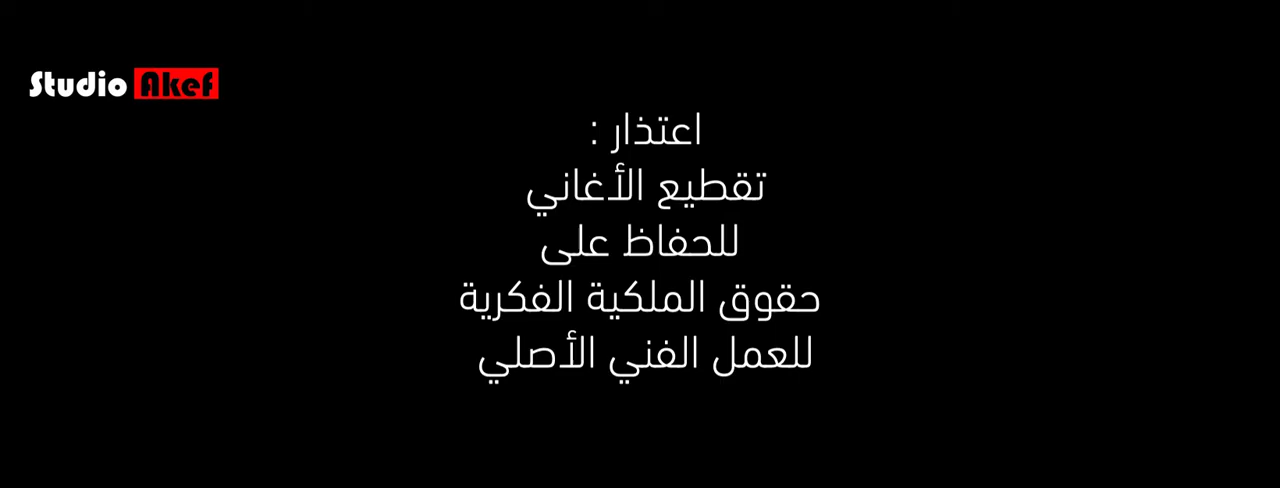 Studio Akef
اعتذار :
تقطيع الأغاني
للحفاظ على
حقوق الملكية الفكرية
للعمل الفني الأصلي